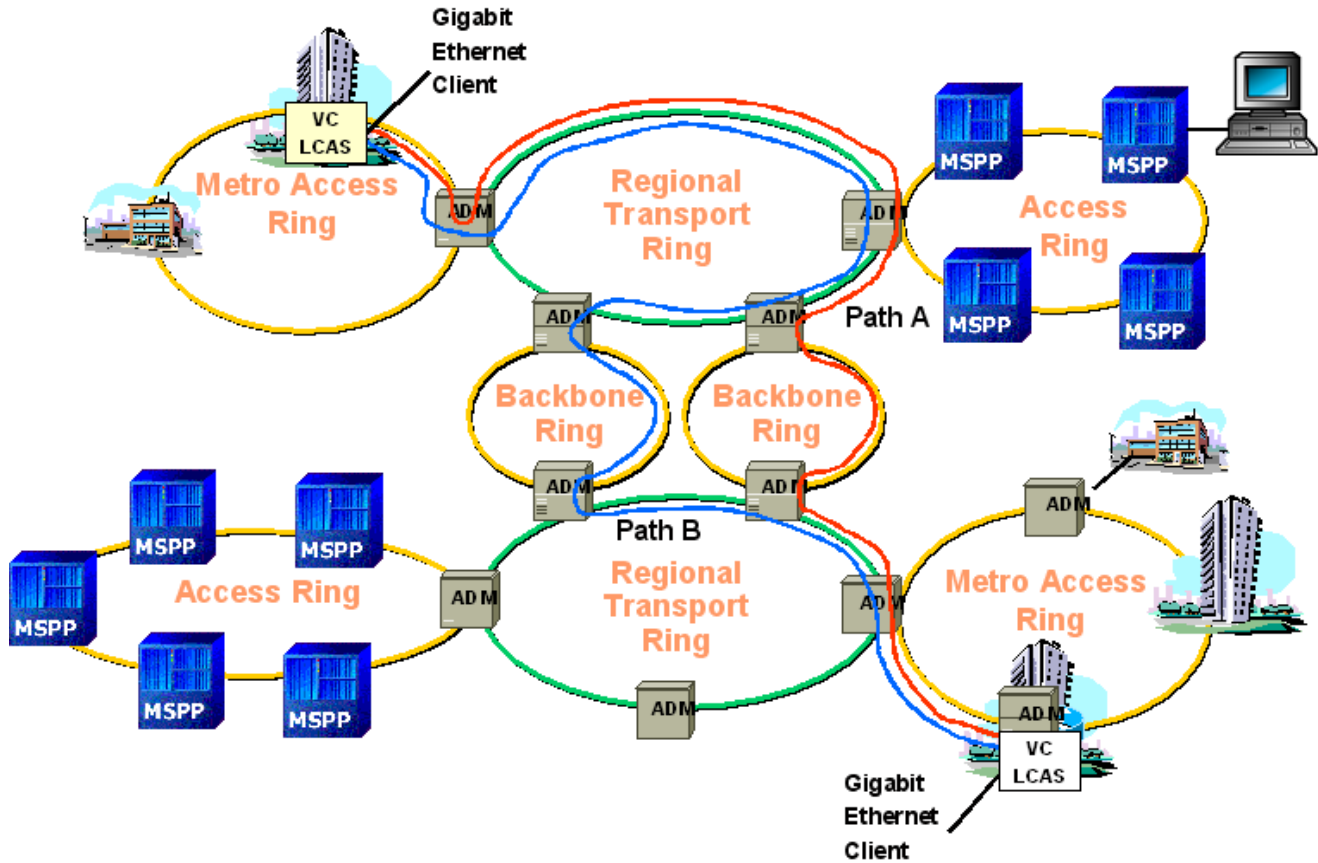 Gigabit
Ethernet
Client
VC
LCAS
Metro Access
Ring
ADM
Regional
Transport
Ring
ADM
MSPP
MSPP
Access
Ring
MSPP
MSPP
ADM
ADM
Path A
Backbone
Ring
Backbone
Ring
ADM
ADM
Path B
MSPP
MSPP
MSPP
Access Ring
MSPP
MSPP
ADM
Regional
Transport
Ring
ADM
ADM
ADM
Metro Access
Ring
ADM
VC
LCAS
Gigabit
Ethernet
Client